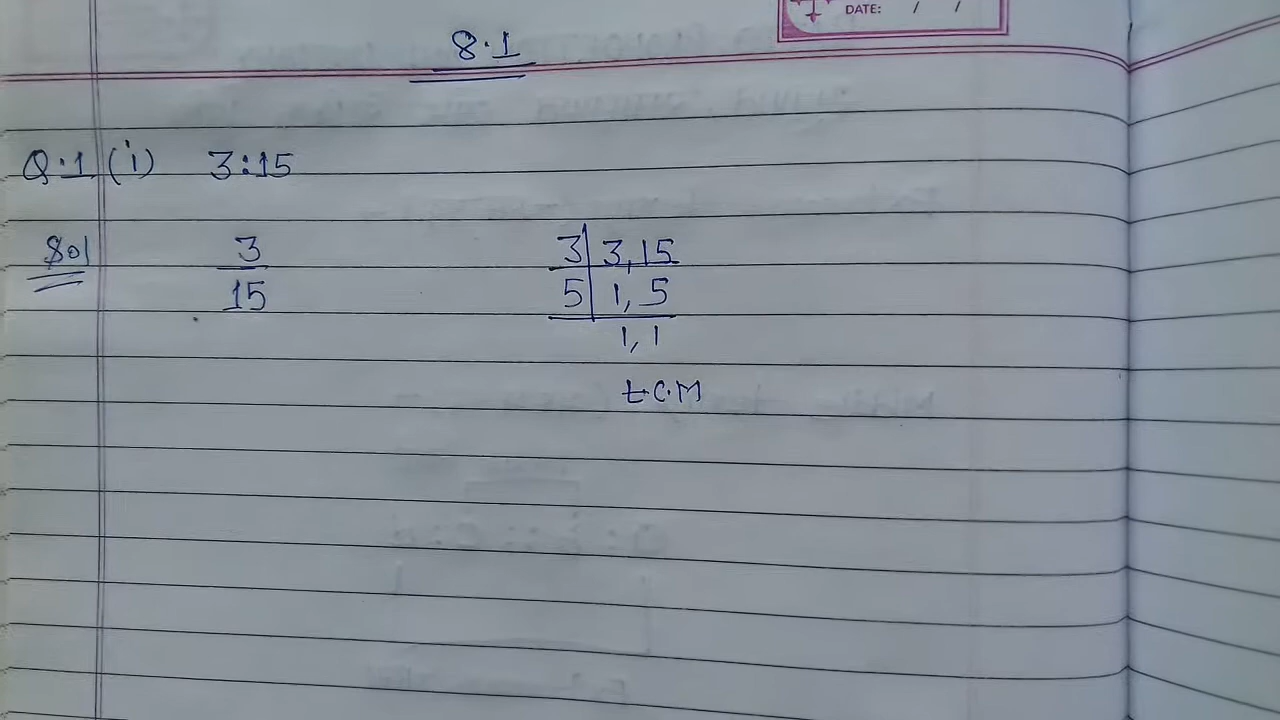 DATE: / /
8.1
Q.1 (i) 3:15
Sol 3/15
3 | 3,15
5 | 1, 5
1, 1
L.C.M